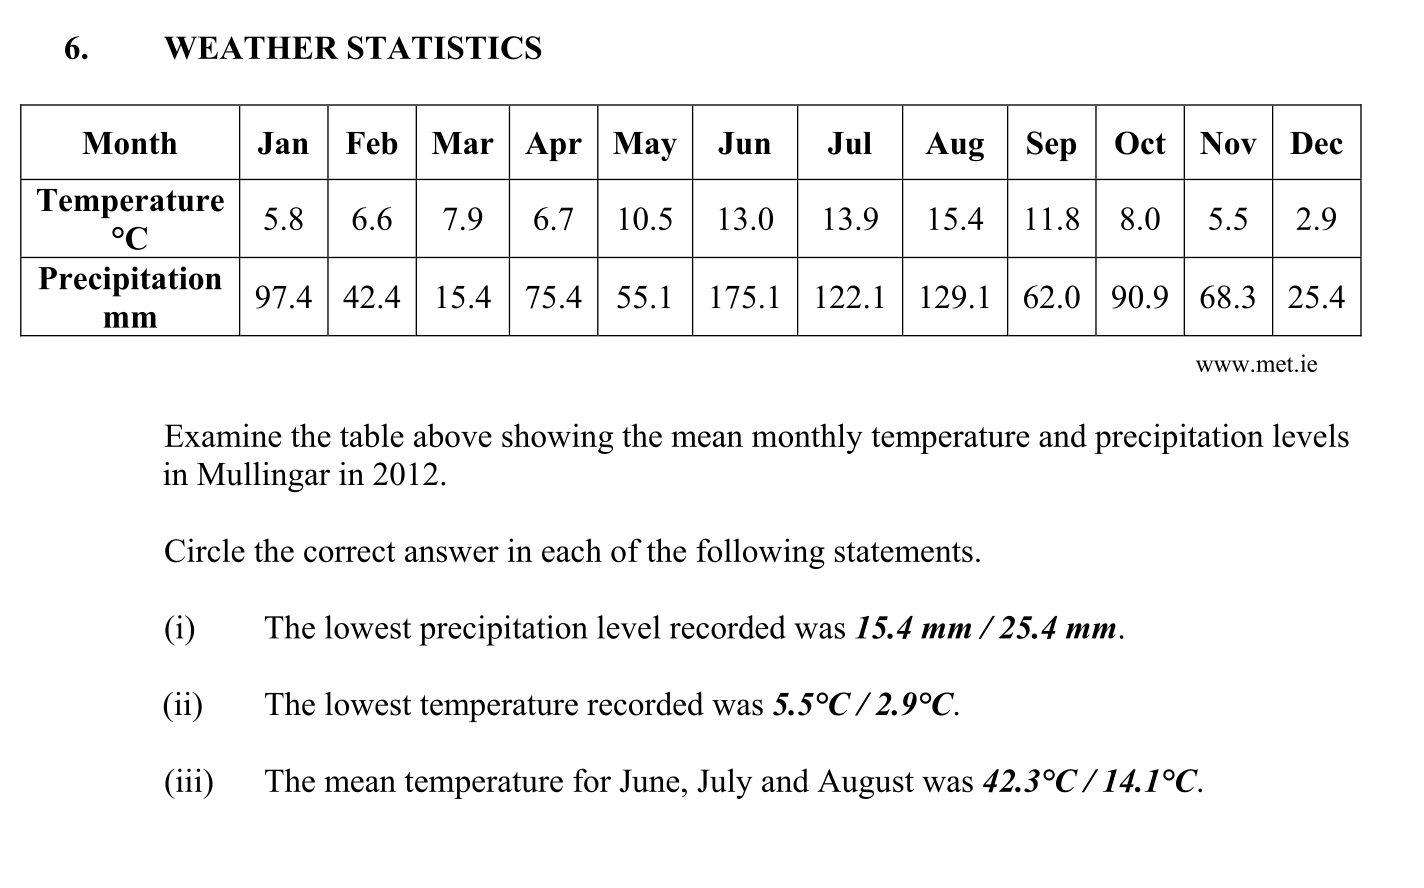 6. WEATHER STATISTICS
Month Jan Feb Mar Apr May Jun Jul Aug Sep Oct Nov Dec
Temperature °C 5.8 6.6 7.9 6.7 10.5 13.0 13.9 15.4 11.8 8.0 5.5 2.9
Precipitation mm 97.4 42.4 15.4 75.4 55.1 175.1 122.1 129.1 62.0 90.9 68.3 25.4
www.met.ie
Examine the table above showing the mean monthly temperature and precipitation levels
in Mullingar in 2012.
Circle the correct answer in each of the following statements.
(i) The lowest precipitation level recorded was 15.4 mm / 25.4 mm.
(ii) The lowest temperature recorded was 5.5°C / 2.9°C.
(iii) The mean temperature for June, July and August was 42.3°C / 14.1°C.